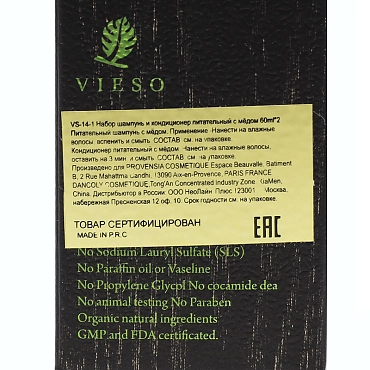 VIESO
VS-14-1 Набор шампунь и кондиционер питательный с мёдом 60ml*2
Питательный шампунь с мёдом. Применение: Нанести на влажные
волосы, вспенить и смыть. СОСТАВ: см. на упаковке.
Кондиционер питательный с мёдом. Нанести на влажные волосы,
оставить на 3 мин. и смыть. СОСТАВ: см. на упаковке.
Произведено для PROVENSIA COSMETIQUE Espace Beauvalle, Batiment
B, 2 Rue Mahattma Gandhi, 13090 Aix-en-Provence, PARIS FRANCE
DANCOLY COSMETIQUE, Tong'An Concentrated Industry Zone, XiaMen,
China. Дистрибьютор в России: ООО НеоЛайн. Плюс 123001 Москва,
набережная Пресненская 12 оф. 10. Срок годности см. на упаковке.
ТОВАР СЕРТИФИЦИРОВАН
MADE IN P.R.C
EAC
No Sodium Lauryl Sulfate (SLS)
No Paraffin oil or Vaseline
No Propylene Glycol No cocamide dea
No animal testing No Paraben
Organic natural ingredients
GMP and FDA certificated.